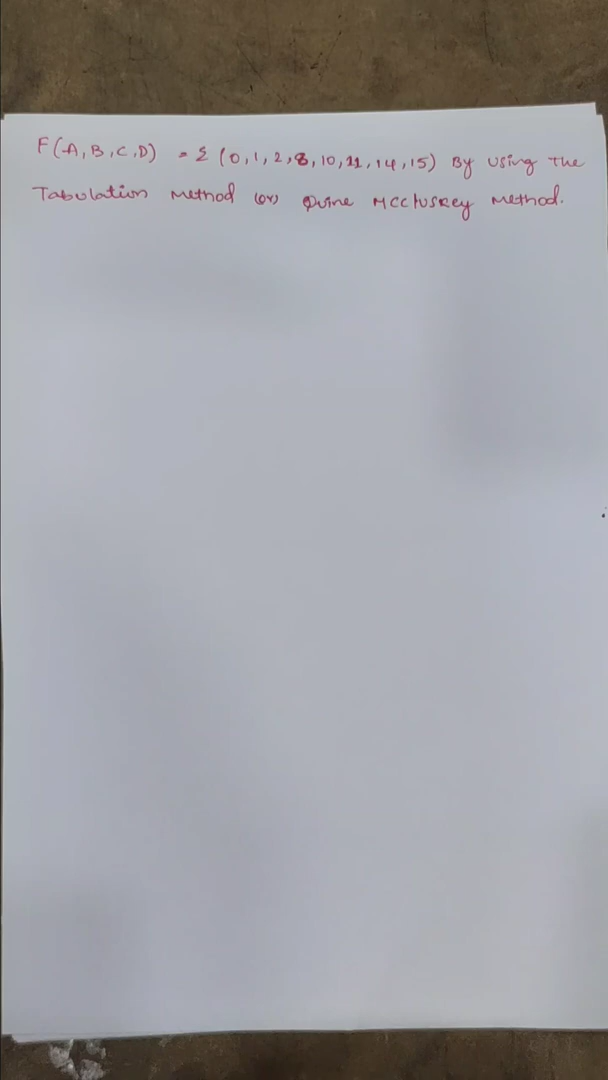 F(A,B,C,D) = Σ (0,1,2,8,10,11,14,15) By using The
Tabulation Method (or) Quine MCCluskey Method.